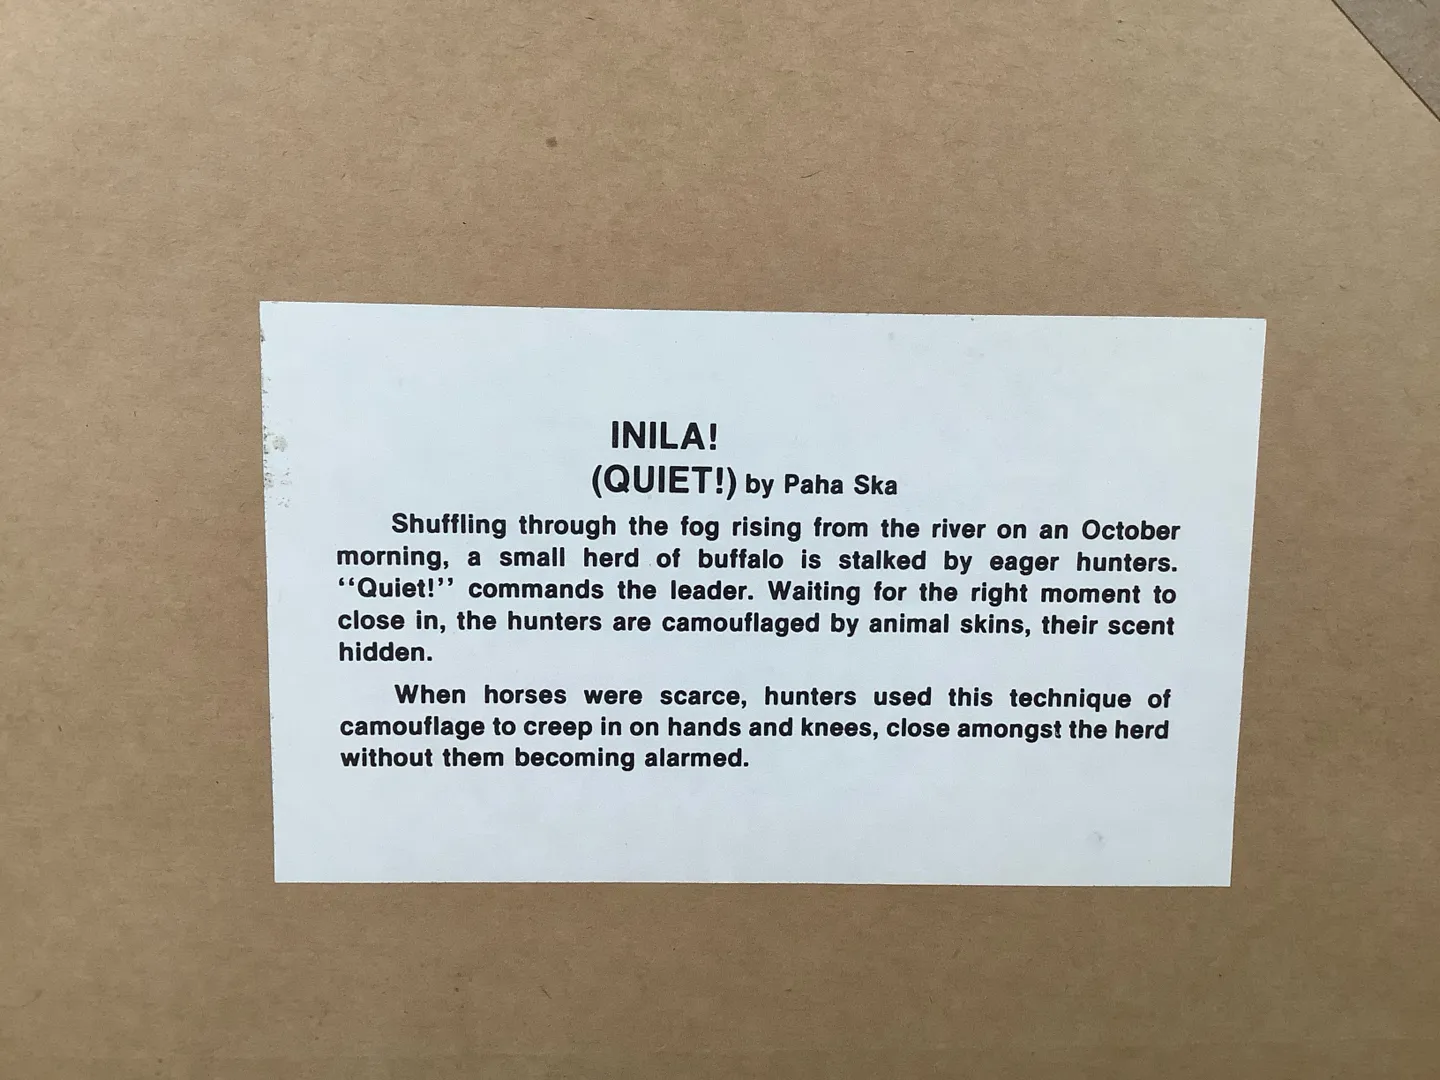 INILA!
(QUIET!) by Paha Ska
Shuffling through the fog rising from the river on an October
morning, a small herd of buffalo is stalked by eager hunters.
‘‘Quiet!’’ commands the leader. Waiting for the right moment to
close in, the hunters are camouflaged by animal skins, their scent
hidden.
When horses were scarce, hunters used this technique of
camouflage to creep in on hands and knees, close amongst the herd
without them becoming alarmed.